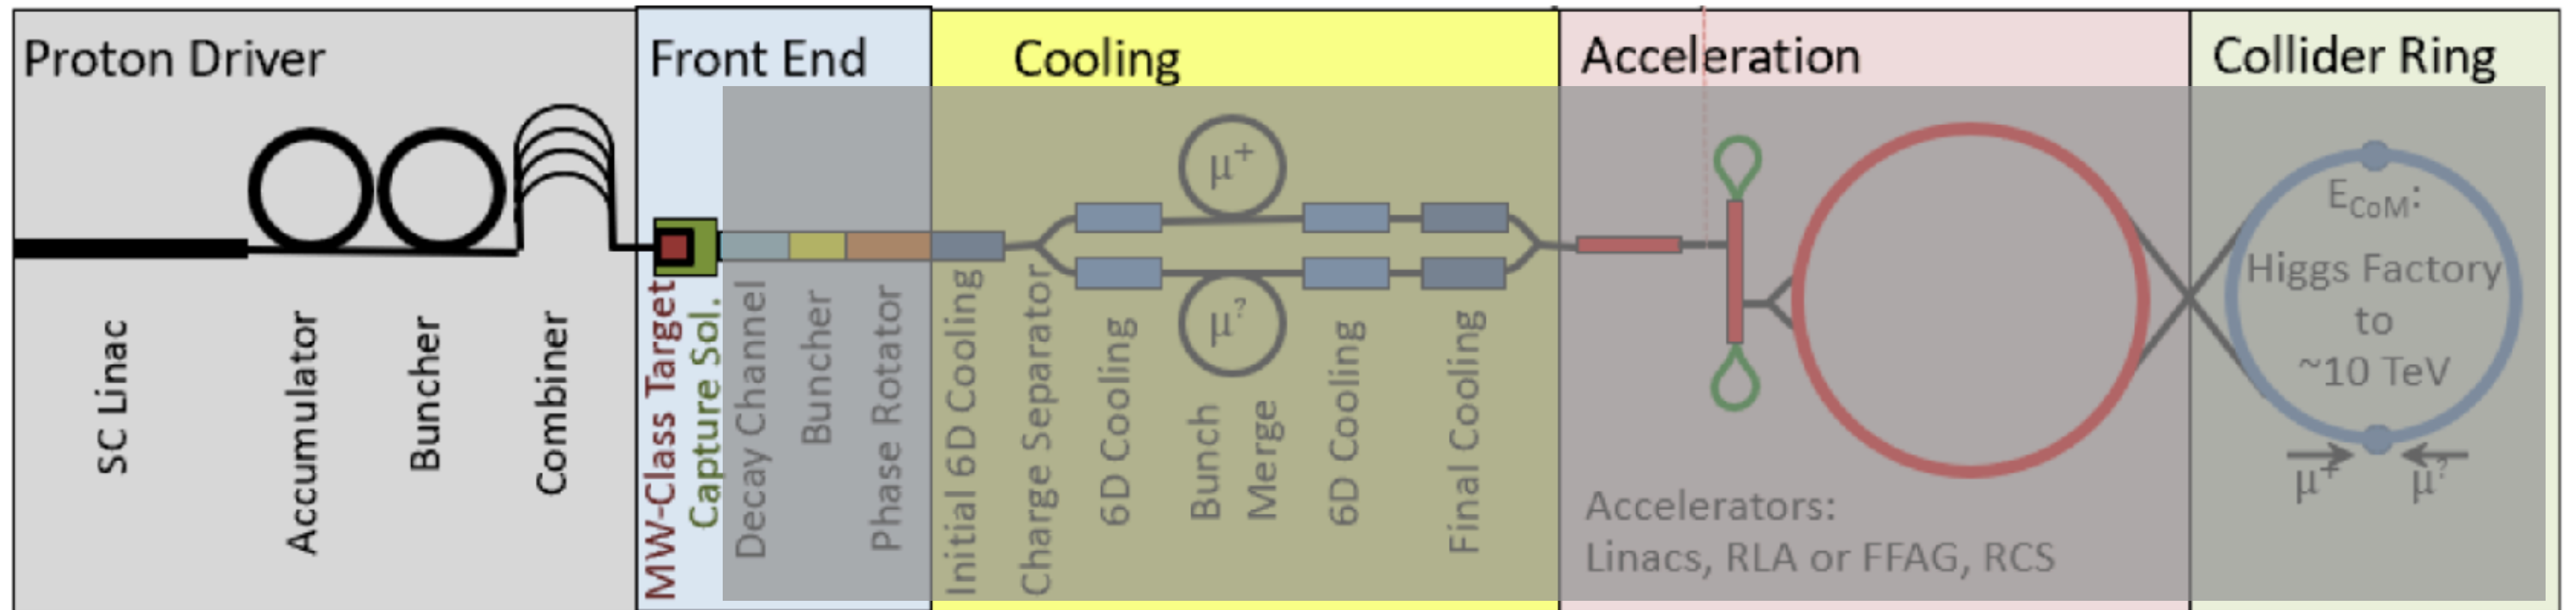 Proton Driver
Front End
Cooling
Acceleration
Collider Ring
SC Linac
Accumulator
Buncher
Combiner
MW-Class Target
Capture Sol.
Decay Channel
Buncher
Phase Rotator
Initial 6D Cooling
Charge Separator
6D Cooling
μ+
μ?
Bunch
Merge
6D Cooling
Final Cooling
Accelerators:
Linacs, RLA or FFAG, RCS
ECoM:
Higgs Factory
to
~10 TeV
μ+ μ?